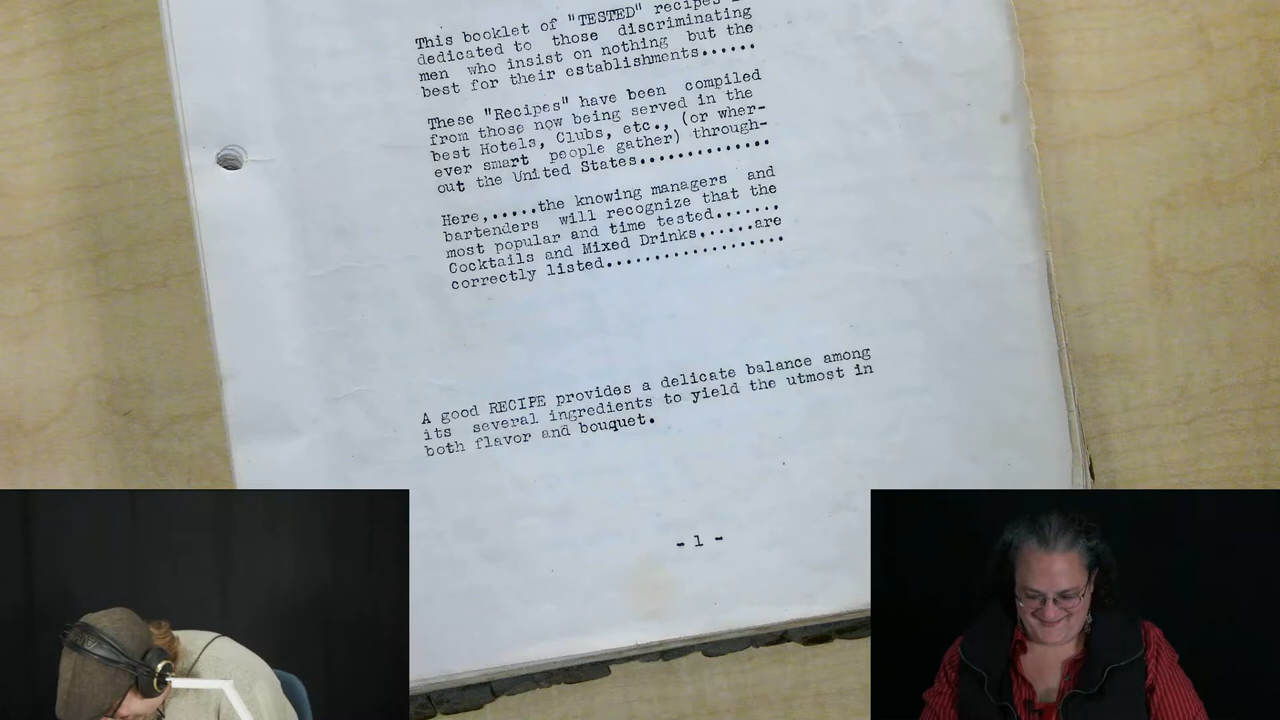 This booklet of "TESTED" recipes
dedicated to those discriminating
men who insist on nothing but the
best for their establishments......
These "Recipes" have been compiled
from those now being served in the
best Hotels, Clubs, etc., (or wher-
ever smart people gather) through-
out the United States.............
Here,.....the knowing managers and
bartenders will recognize that the
most popular and time tested.......
Cocktails and Mixed Drinks,.....are
correctly listed..................
A good RECIPE provides a delicate balance among
its several ingredients to yield the utmost in
both flavor and bouquet.
- 1 -